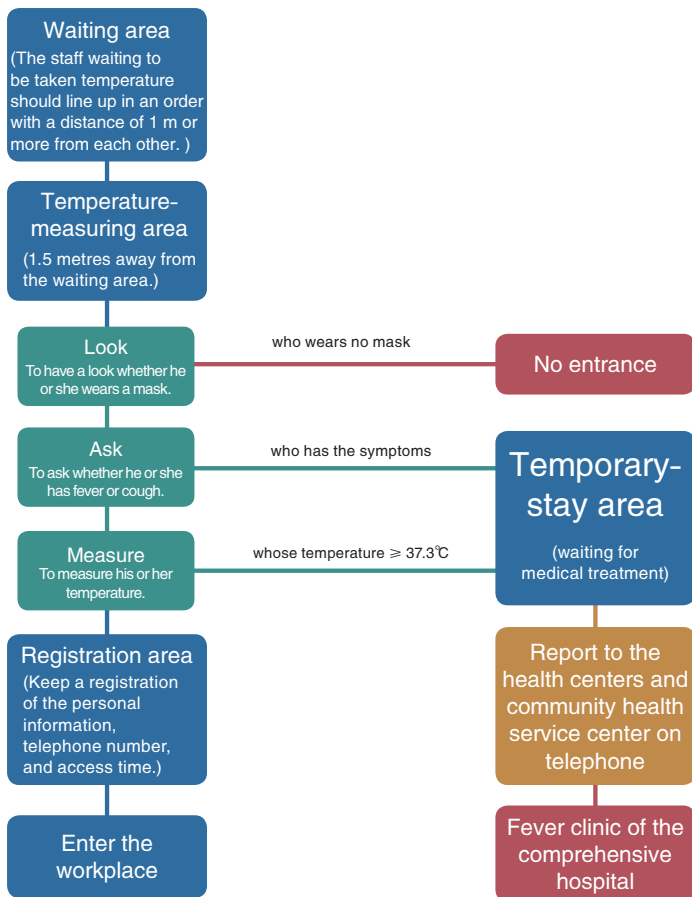 Waiting area
(The staff waiting to
be taken temperature
should line up in an order
with a distance of 1 m or
more from each other. )
Temperature-
measuring area
(1.5 metres away from
the waiting area.)
Look
To have a look whether he
or she wears a mask.
who wears no mask
No entrance
Ask
To ask whether he or she
has fever or cough.
who has the symptoms
Temporary-
stay area
(waiting for
medical treatment)
Measure
To measure his or her
temperature.
whose temperature ⩾ 37.3℃
Registration area
(Keep a registration
of the personal
information,
telephone number,
and access time.)
Report to the
health centers and
community health
service center on
telephone
Enter the
workplace
Fever clinic of the
comprehensive
hospital